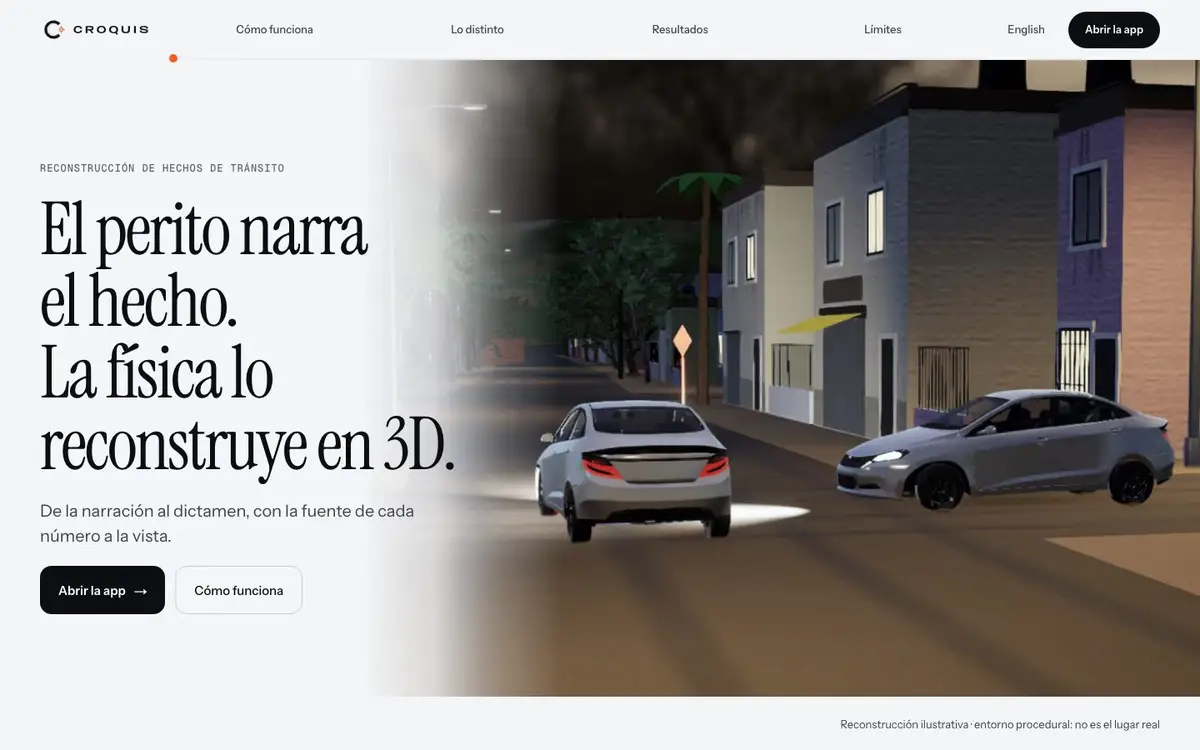 CROQUIS
Cómo funciona
Lo distinto
Resultados
Límites
English
Abrir la app
RECONSTRUCCIÓN DE HECHOS DE TRÁNSITO
El perito narra
el hecho.
La física lo
reconstruye en 3D.
De la narración al dictamen, con la fuente de cada
número a la vista.
Abrir la app →
Cómo funciona
Reconstrucción ilustrativa · entorno procedural: no es el lugar real